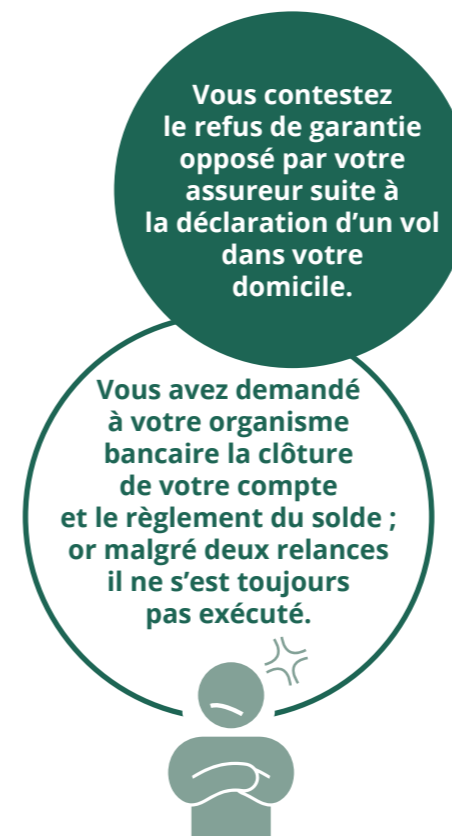 Vous contestez
le refus de garantie
opposé par votre
assureur suite à
la déclaration d’un vol
dans votre
domicile.
Vous avez demandé
à votre organisme
bancaire la clôture
de votre compte
et le règlement du solde ;
or malgré deux relances
il ne s’est toujours
pas exécuté.